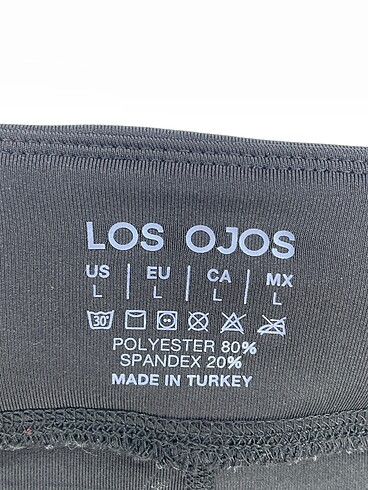 LOS OJOS
US | EU | CA | MX
L | L | L | L
30°
POLYESTER 80%
SPANDEX 20%
MADE IN TURKEY